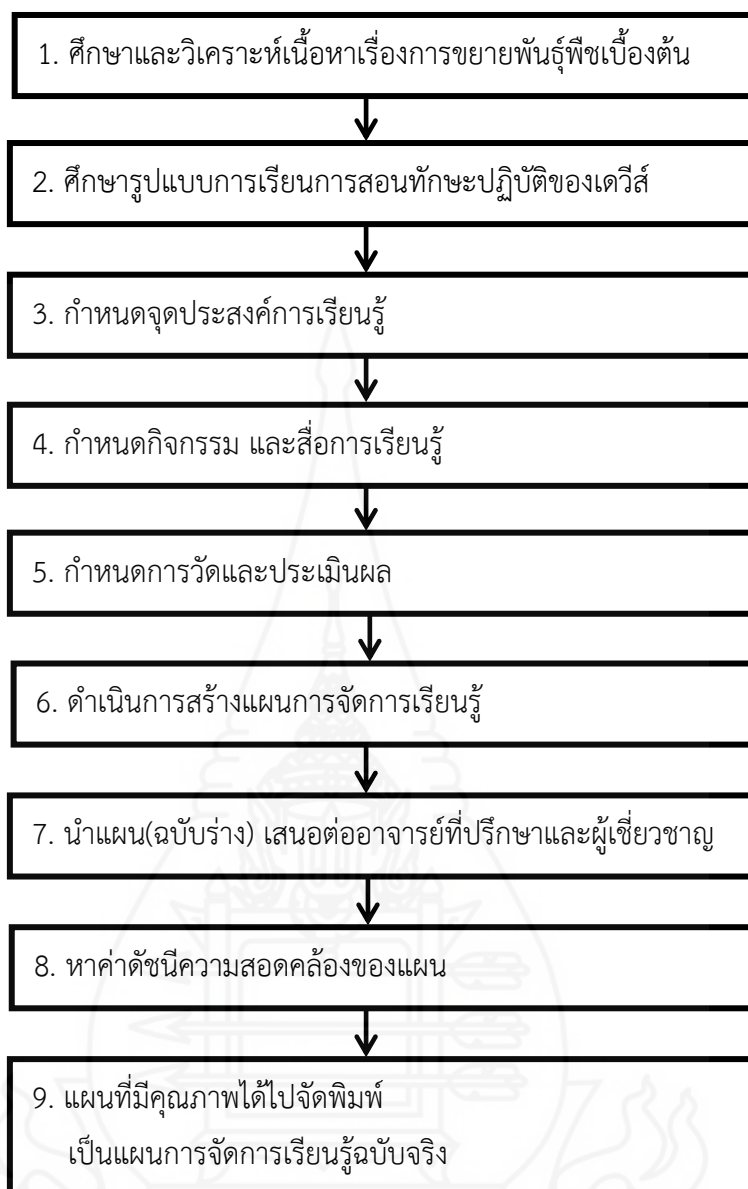 1. ศึกษาและวิเคราะห์เนื้อหาเรื่องการขยายพันธุ์พืชเบื้องต้น
2. ศึกษารูปแบบการเรียนการสอนทักษะปฏิบัติของเดวีส์
3. กำหนดจุดประสงค์การเรียนรู้
4. กำหนดกิจกรรม และสื่อการเรียนรู้
5. กำหนดการวัดและประเมินผล
6. ดำเนินการสร้างแผนการจัดการเรียนรู้
7. นำแผน(ฉบับร่าง) เสนอต่ออาจารย์ที่ปรึกษาและผู้เชี่ยวชาญ
8. หาค่าดัชนีความสอดคล้องของแผน
9. แผนที่มีคุณภาพได้ไปจัดพิมพ์
เป็นแผนการจัดการเรียนรู้ฉบับจริง